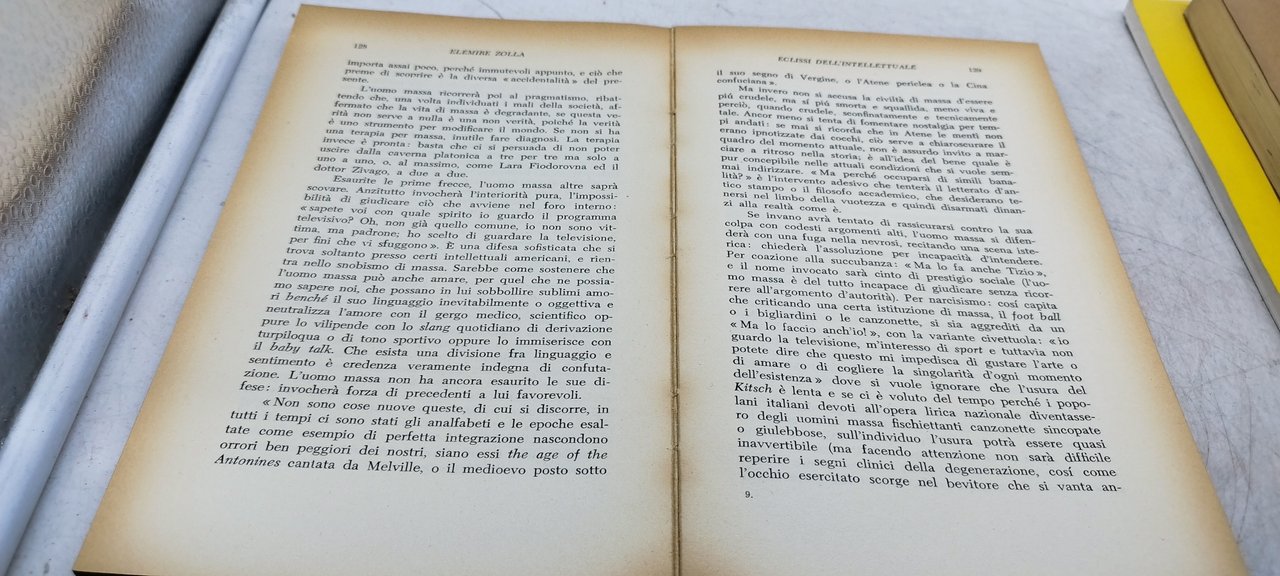 128
ELÉMIRE ZOLLA
importa assai poco, perché immutevoli appunto, e ciò che
preme di scoprire è la diversa « accidentalità » del pre-
sente.
L'uomo massa ricorrerà poi al pragmatismo, ribat-
tendo che, una volta individuati i mali della società, af-
fermato che la vita di massa è degradante, se questa ve-
rità non serve a nulla è una non verità, poiché la verità
è uno strumento per modificare il mondo. Se non si ha
una terapia per massa, inutile fare diagnosi. La terapia
invece è pronta: basta che ci si persuada di non poter
uscire dalla caverna platonica a tre per tre ma solo a
uno a uno, o, al massimo, come Lara Fiodorovna ed il
dottor Zivago, a due a due.
Esaurite le prime frecce, l'uomo massa altre saprà
scovare. Anzitutto invocherà l'interiorità pura, l'impossi-
bilità di giudicare ciò che avviene nel foro interno:
« sapete voi con quale spirito io guardo il programma
televisivo? Oh, non già quello comune, io non sono vit-
tima, ma padrone; ho scelto di guardare la televisione,
per fini che vi sfuggono ». È una difesa sofisticata che si
trova soltanto presso certi intellettuali americani, e rien-
tra nello snobismo di massa. Sarebbe come sostenere che
l'uomo massa può anche amare, per quel che ne possia-
mo sapere noi, che possano in lui sobbollire sublimi amo-
ri benché il suo linguaggio inevitabilmente o oggettiva e
neutralizza l'amore con il gergo medico, scientifico op-
pure lo vilipende con lo slang quotidiano di derivazione
turpiloqua o di tono sportivo oppure lo immiserisce con
il baby talk. Che esista una divisione fra linguaggio e
sentimento è credenza veramente indegna di confuta-
zione. L'uomo massa non ha ancora esaurito le sue di-
fese: invocherà forza di precedenti a lui favorevoli.
« Non sono cose nuove queste, di cui si discorre, in
tutti i tempi ci sono stati gli analfabeti e le epoche esal-
tate come esempio di perfetta integrazione nascondono
orrori ben peggiori dei nostri, siano essi the age of the
Antonines cantata da Melville, o il medioevo posto sotto
ECLISSI DELL'INTELLETTUALE
129
il suo segno di Vergine, o l'Atene periclea o la Cina
confuciana ».
Ma invero non si accusa la civiltà di massa d'essere
piú crudele, ma sí piú smorta e squallida, meno viva e
perciò, quando crudele, sconfinatamente e tecnicamente
tale. Ancor meno si tenta di fomentare nostalgia per tem-
pi andati: se mai si ricorda che in Atene le menti non
erano ipnotizzate dai cocchi, ciò serve a chiaroscurare il
quadro del momento attuale, non è assurdo invito a mar-
ciare a ritroso nella storia; è all'idea del bene quale è
pur concepibile nelle attuali condizioni che si vuole sem-
mai indirizzare. « Ma perché occuparsi di simili bana-
lità? » è l'intervento adesivo che tenterà il letterato d'an-
tico stampo o il filosofo accademico, che desiderano te-
nersi nel limbo della vuotezza e quindi disarmati dinan-
zi alla realtà come è.
Se invano avrà tentato di rassicurarsi contro la sua
colpa con codesti argomenti alti, l'uomo massa si difen-
derà con una fuga nella nevrosi, recitando una scena iste-
rica: chiederà l'assoluzione per incapacità d'intendere.
Per coazione alla succubanza: « Ma lo fa anche Tizio »,
e il nome invocato sarà cinto di prestigio sociale (l'uo-
mo massa è del tutto incapace di giudicare senza ricor-
rere all'argomento d'autorità). Per narcisismo: cosí capita
che criticando una certa istituzione di massa, il foot ball
o i bigliardini o le canzonette, si sia aggrediti da un
« Ma lo faccio anch'io! », con la variante civettuola: « io
guardo la televisione, m'interesso di sport e tuttavia non
potete dire che questo mi impedisca di gustare l'arte o
di amare o di cogliere la singolarità d'ogni momento
dell'esistenza » dove si vuole ignorare che l'usura del
Kitsch è lenta e se ci è voluto del tempo perché i popo-
lani italiani devoti all'opera lirica nazionale diventasse-
ro degli uomini massa fischiettanti canzonette sincopate
o giulebbose, sull'individuo l'usura potrà essere quasi
inavvertibile (ma facendo attenzione non sarà difficile
reperire i segni clinici della degenerazione, cosí come
l'occhio esercitato scorge nel bevitore che si vanta an-
9.